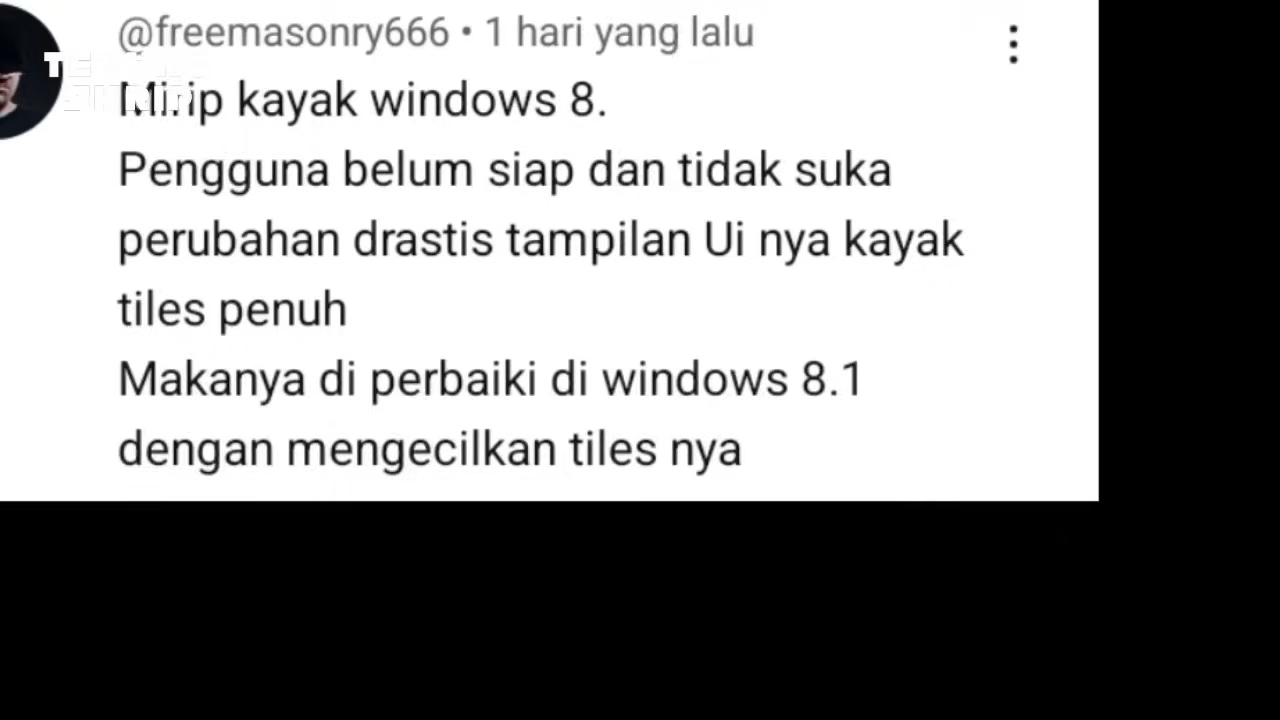 @freemasonry666 • 1 hari yang lalu
Mirip kayak windows 8.
Pengguna belum siap dan tidak suka
perubahan drastis tampilan Ui nya kayak
tiles penuh
Makanya di perbaiki di windows 8.1
dengan mengecilkan tiles nya